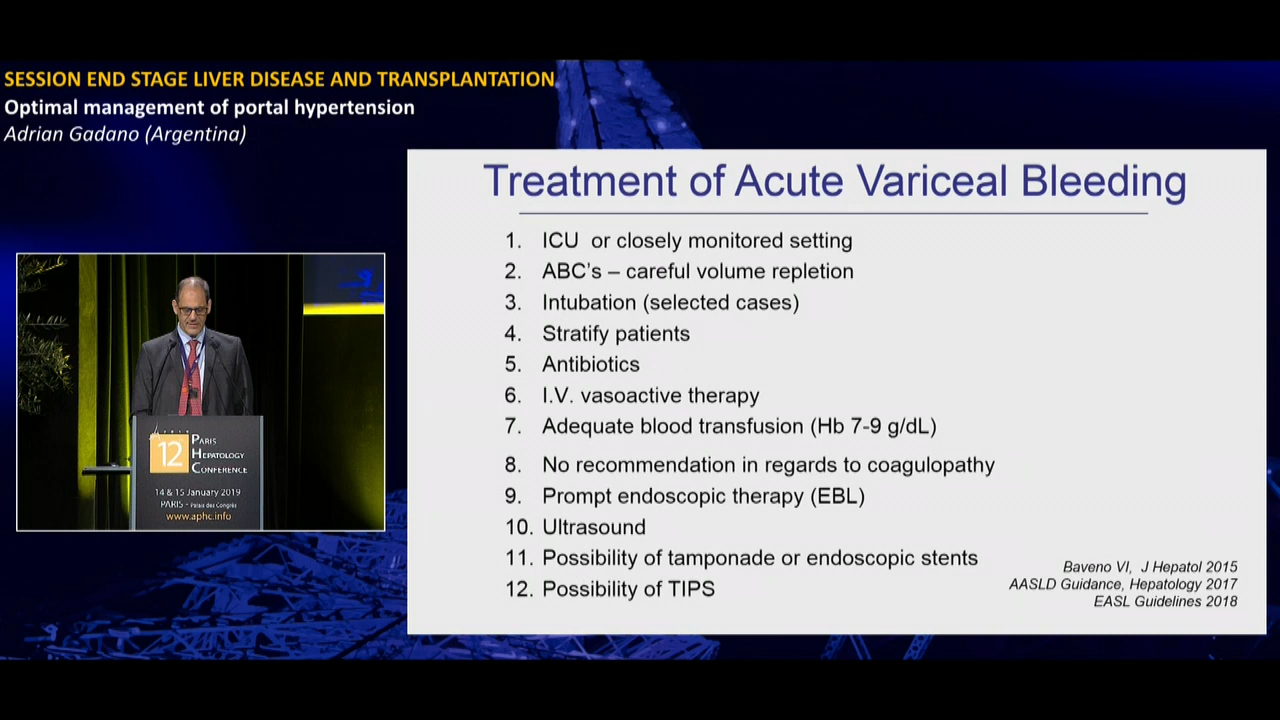 SESSION END STAGE LIVER DISEASE AND TRANSPLANTATION
Optimal management of portal hypertension
Adrian Gadano (Argentina)
Treatment of Acute Variceal Bleeding
1. ICU or closely monitored setting
2. ABC's – careful volume repletion
3. Intubation (selected cases)
4. Stratify patients
5. Antibiotics
6. I.V. vasoactive therapy
7. Adequate blood transfusion (Hb 7-9 g/dL)
8. No recommendation in regards to coagulopathy
9. Prompt endoscopic therapy (EBL)
10. Ultrasound
11. Possibility of tamponade or endoscopic stents
12. Possibility of TIPS
Baveno VI, J Hepatol 2015
AASLD Guidance, Hepatology 2017
EASL Guidelines 2018
12
PARIS
HEPATOLOGY
CONFERENCE
14 & 15 January 2019
PARIS - Palais des Congrès
www.aphc.info